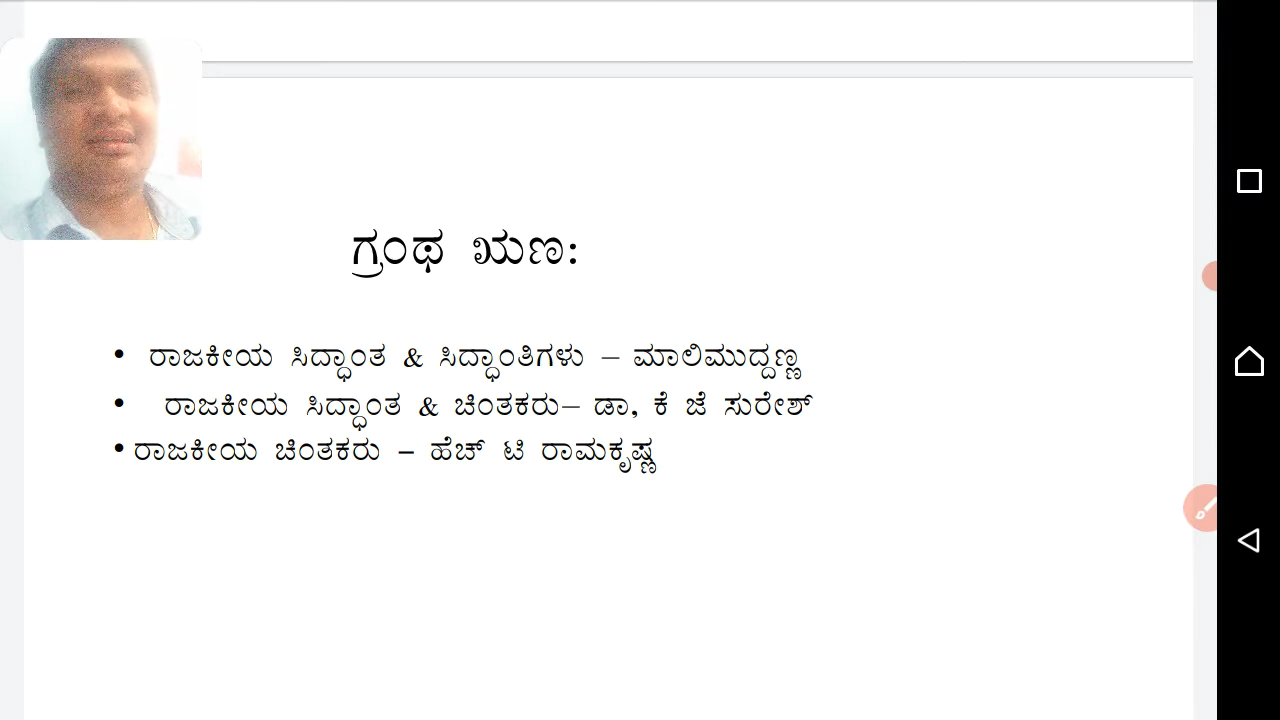 ಗ್ರಂಥ ಋಣ:
• ರಾಜಕೀಯ ಸಿದ್ಧಾಂತ & ಸಿದ್ಧಾಂತಿಗಳು – ಮಾಲಿಮುದ್ದಣ್ಣ
• ರಾಜಕೀಯ ಸಿದ್ಧಾಂತ & ಚಿಂತಕರು– ಡಾ, ಕೆ ಜೆ ಸುರೇಶ್
• ರಾಜಕೀಯ ಚಿಂತಕರು – ಹೆಚ್ ಟಿ ರಾಮಕೃಷ್ಣ